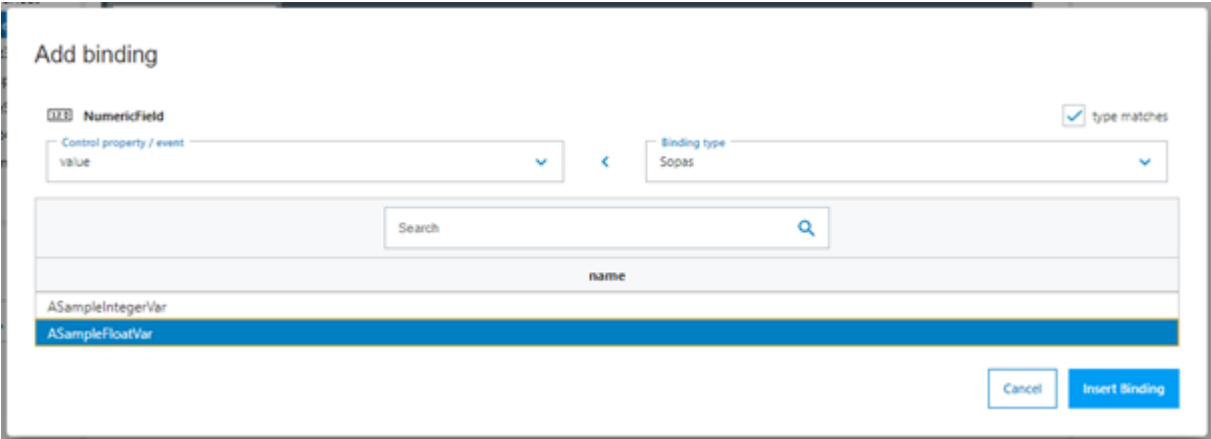 Add binding
NumericField
type matches
Control property / event
value
Binding type
Sopas
Search
name
ASampleIntegerVar
ASampleFloatVar
Cancel
Insert Binding